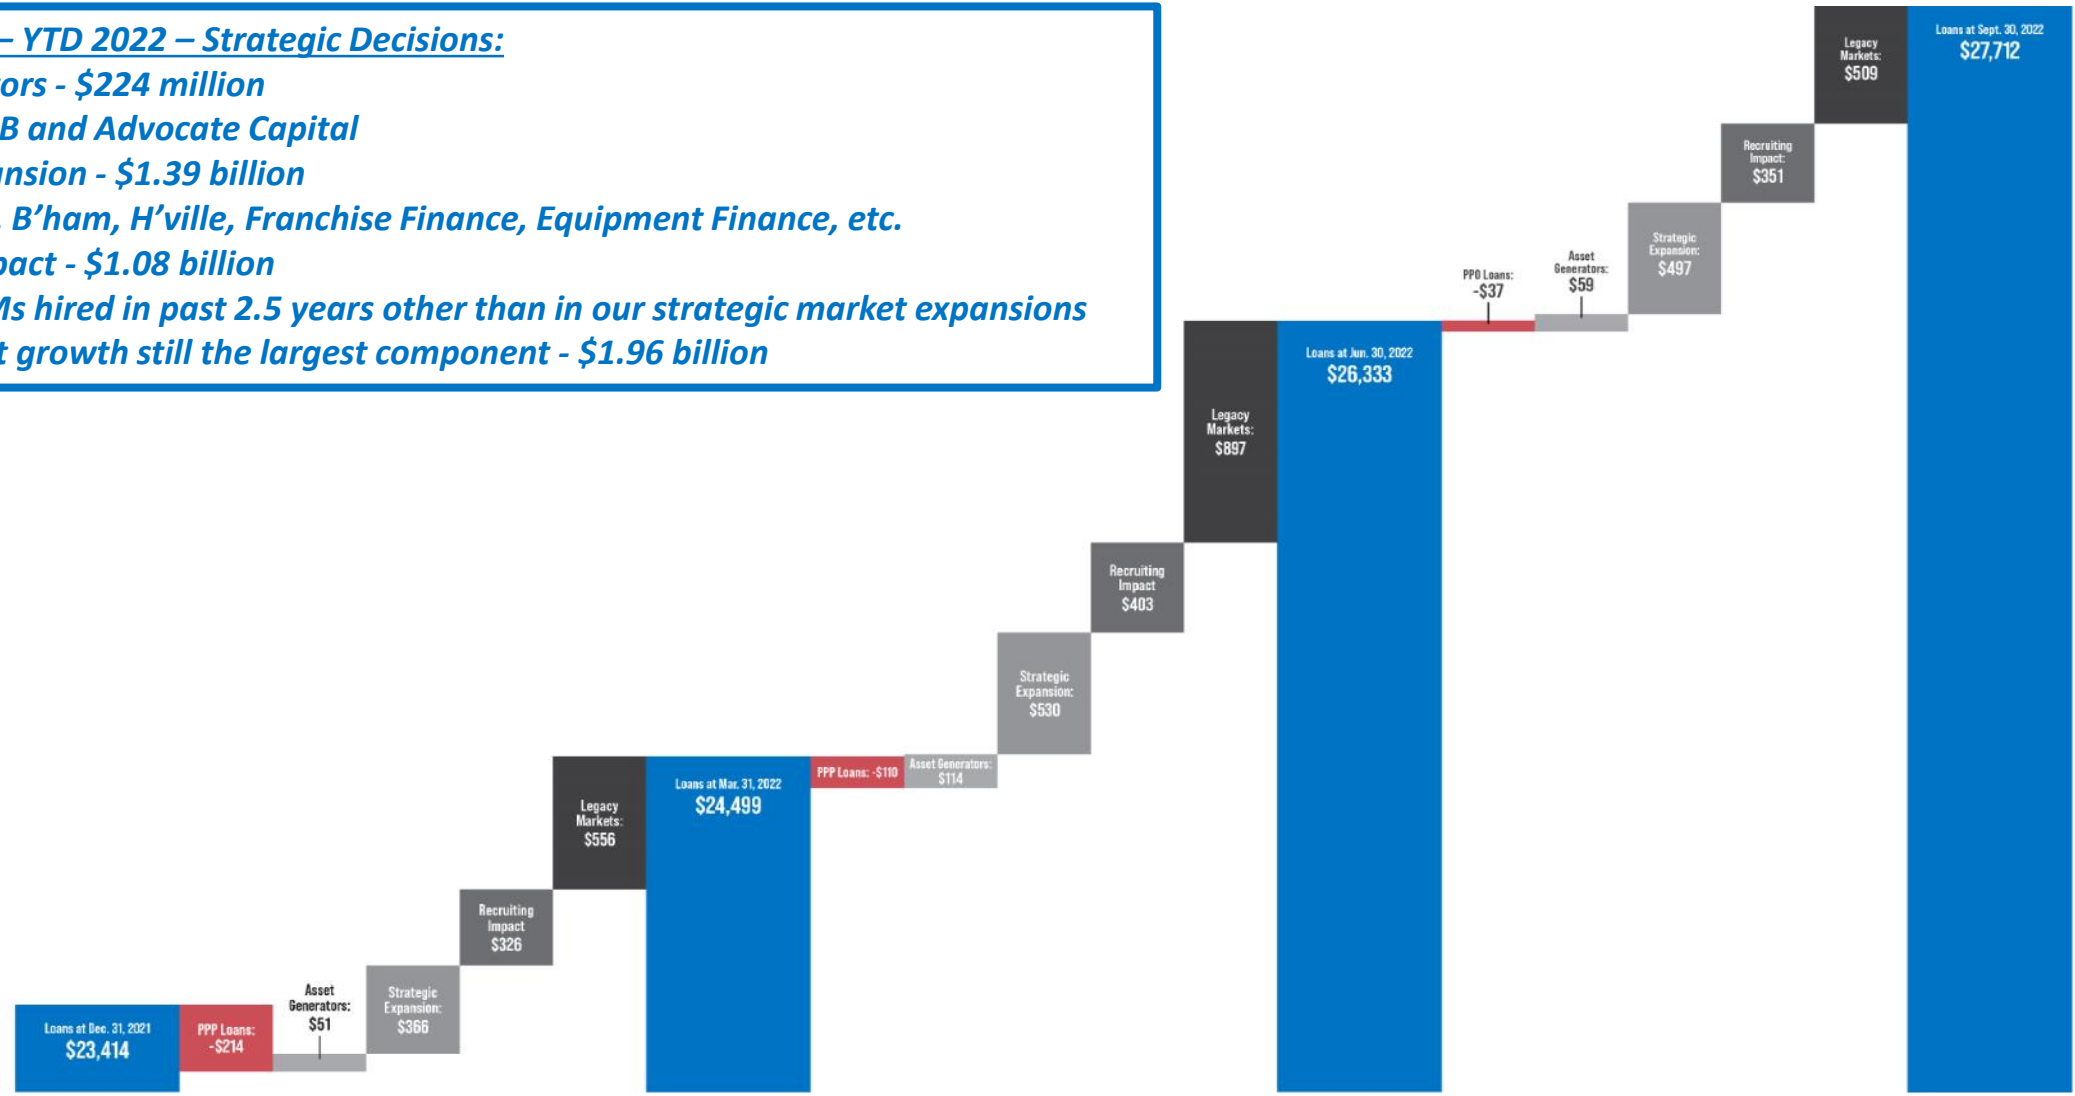 – YTD 2022 – Strategic Decisions:
tors - $224 million
B and Advocate Capital
ansion - $1.39 billion
, B’ham, H’ville, Franchise Finance, Equipment Finance, etc.
pact - $1.08 billion
Ms hired in past 2.5 years other than in our strategic market expansions
t growth still the largest component - $1.96 billion
Loans at Dec. 31, 2021
$23,414
PPP Loans:
-$214
Asset
Generators:
$51
Strategic
Expansion:
$366
Recruiting
Impact
$326
Legacy
Markets:
$556
Loans at Mar. 31, 2022
$24,499
PPP Loans: -$110
Asset Generators:
$114
Strategic
Expansion:
$530
Recruiting
Impact
$403
Legacy
Markets:
$897
Loans at Jun. 30, 2022
$26,333
PPO Loans:
-$37
Asset
Generators:
$59
Strategic
Expansion:
$497
Recruiting
Impact:
$351
Legacy
Markets:
$509
Loans at Sept. 30, 2022
$27,712